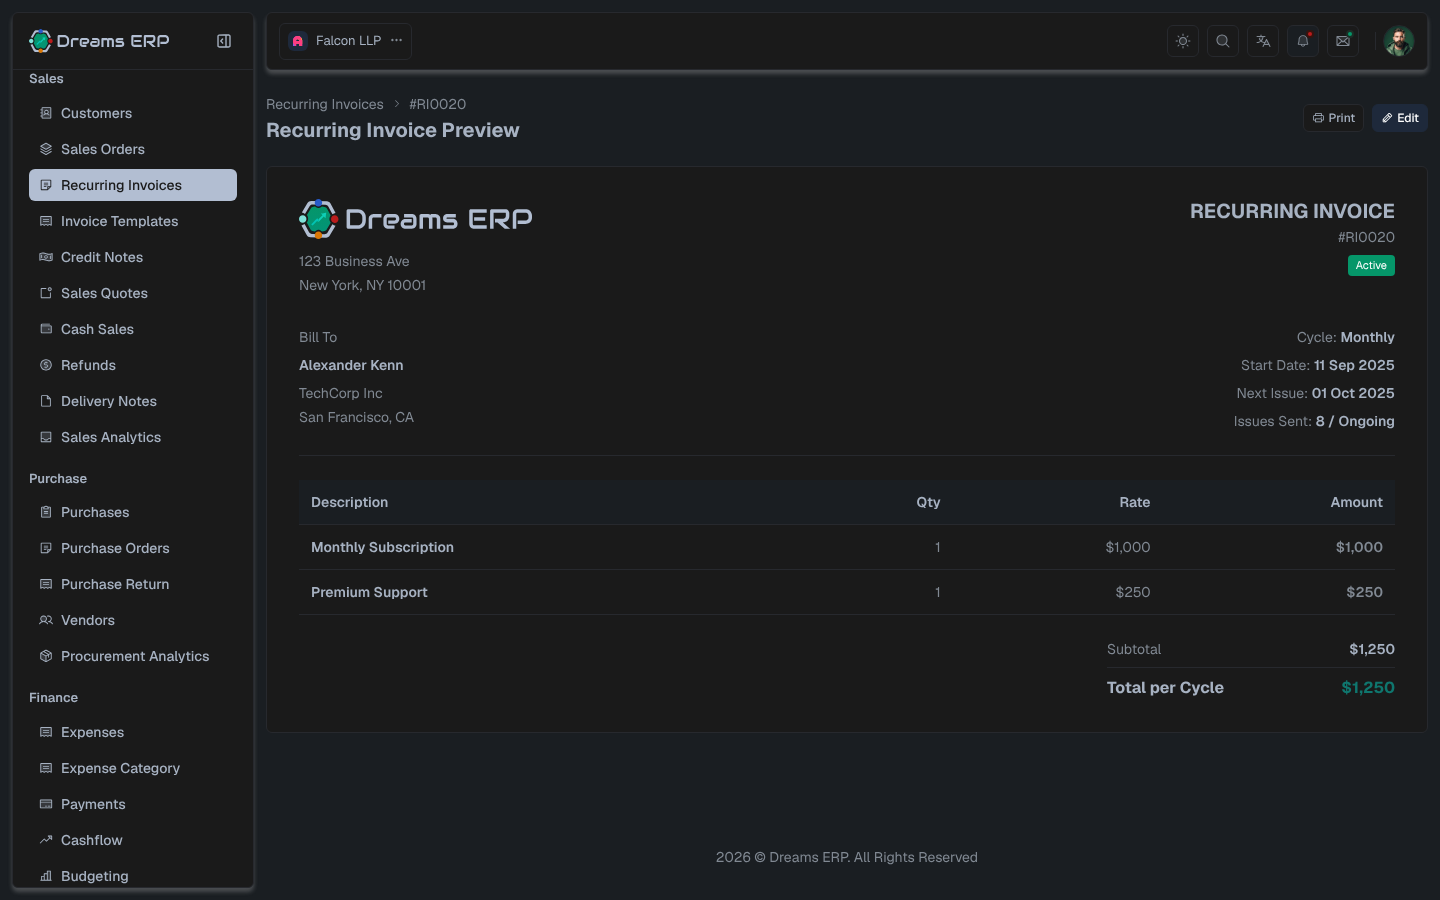 Dreams ERP
Sales
Customers
Sales Orders
Recurring Invoices
Invoice Templates
Credit Notes
Sales Quotes
Cash Sales
Refunds
Delivery Notes
Sales Analytics
Purchase
Purchases
Purchase Orders
Purchase Return
Vendors
Procurement Analytics
Finance
Expenses
Expense Category
Payments
Cashflow
Budgeting
Falcon LLP
Recurring Invoices > #RI0020
Recurring Invoice Preview
Print
Edit
Dreams ERP
123 Business Ave
New York, NY 10001
RECURRING INVOICE
#RI0020
Active
Bill To
Alexander Kenn
TechCorp Inc
San Francisco, CA
Cycle: Monthly
Start Date: 11 Sep 2025
Next Issue: 01 Oct 2025
Issues Sent: 8 / Ongoing
Description Qty Rate Amount
Monthly Subscription 1 $1,000 $1,000
Premium Support 1 $250 $250
Subtotal $1,250
Total per Cycle $1,250
2026 © Dreams ERP. All Rights Reserved